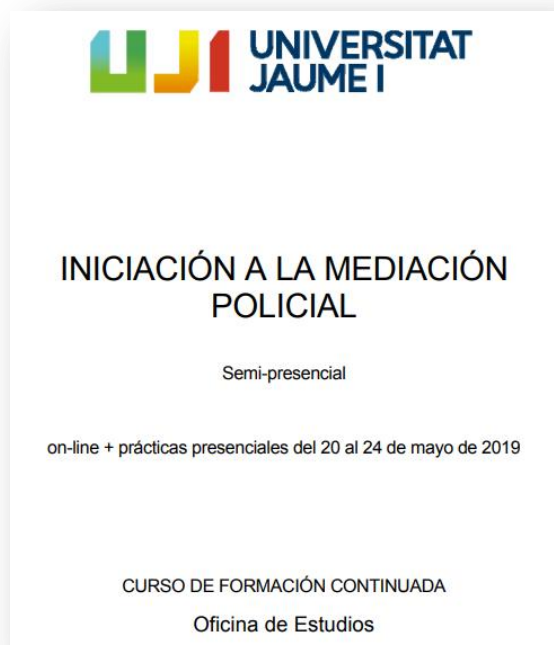 UJI UNIVERSITAT
JAUME I
INICIACIÓN A LA MEDIACIÓN
POLICIAL
Semi-presencial
on-line + prácticas presenciales del 20 al 24 de mayo de 2019
CURSO DE FORMACIÓN CONTINUADA
Oficina de Estudios